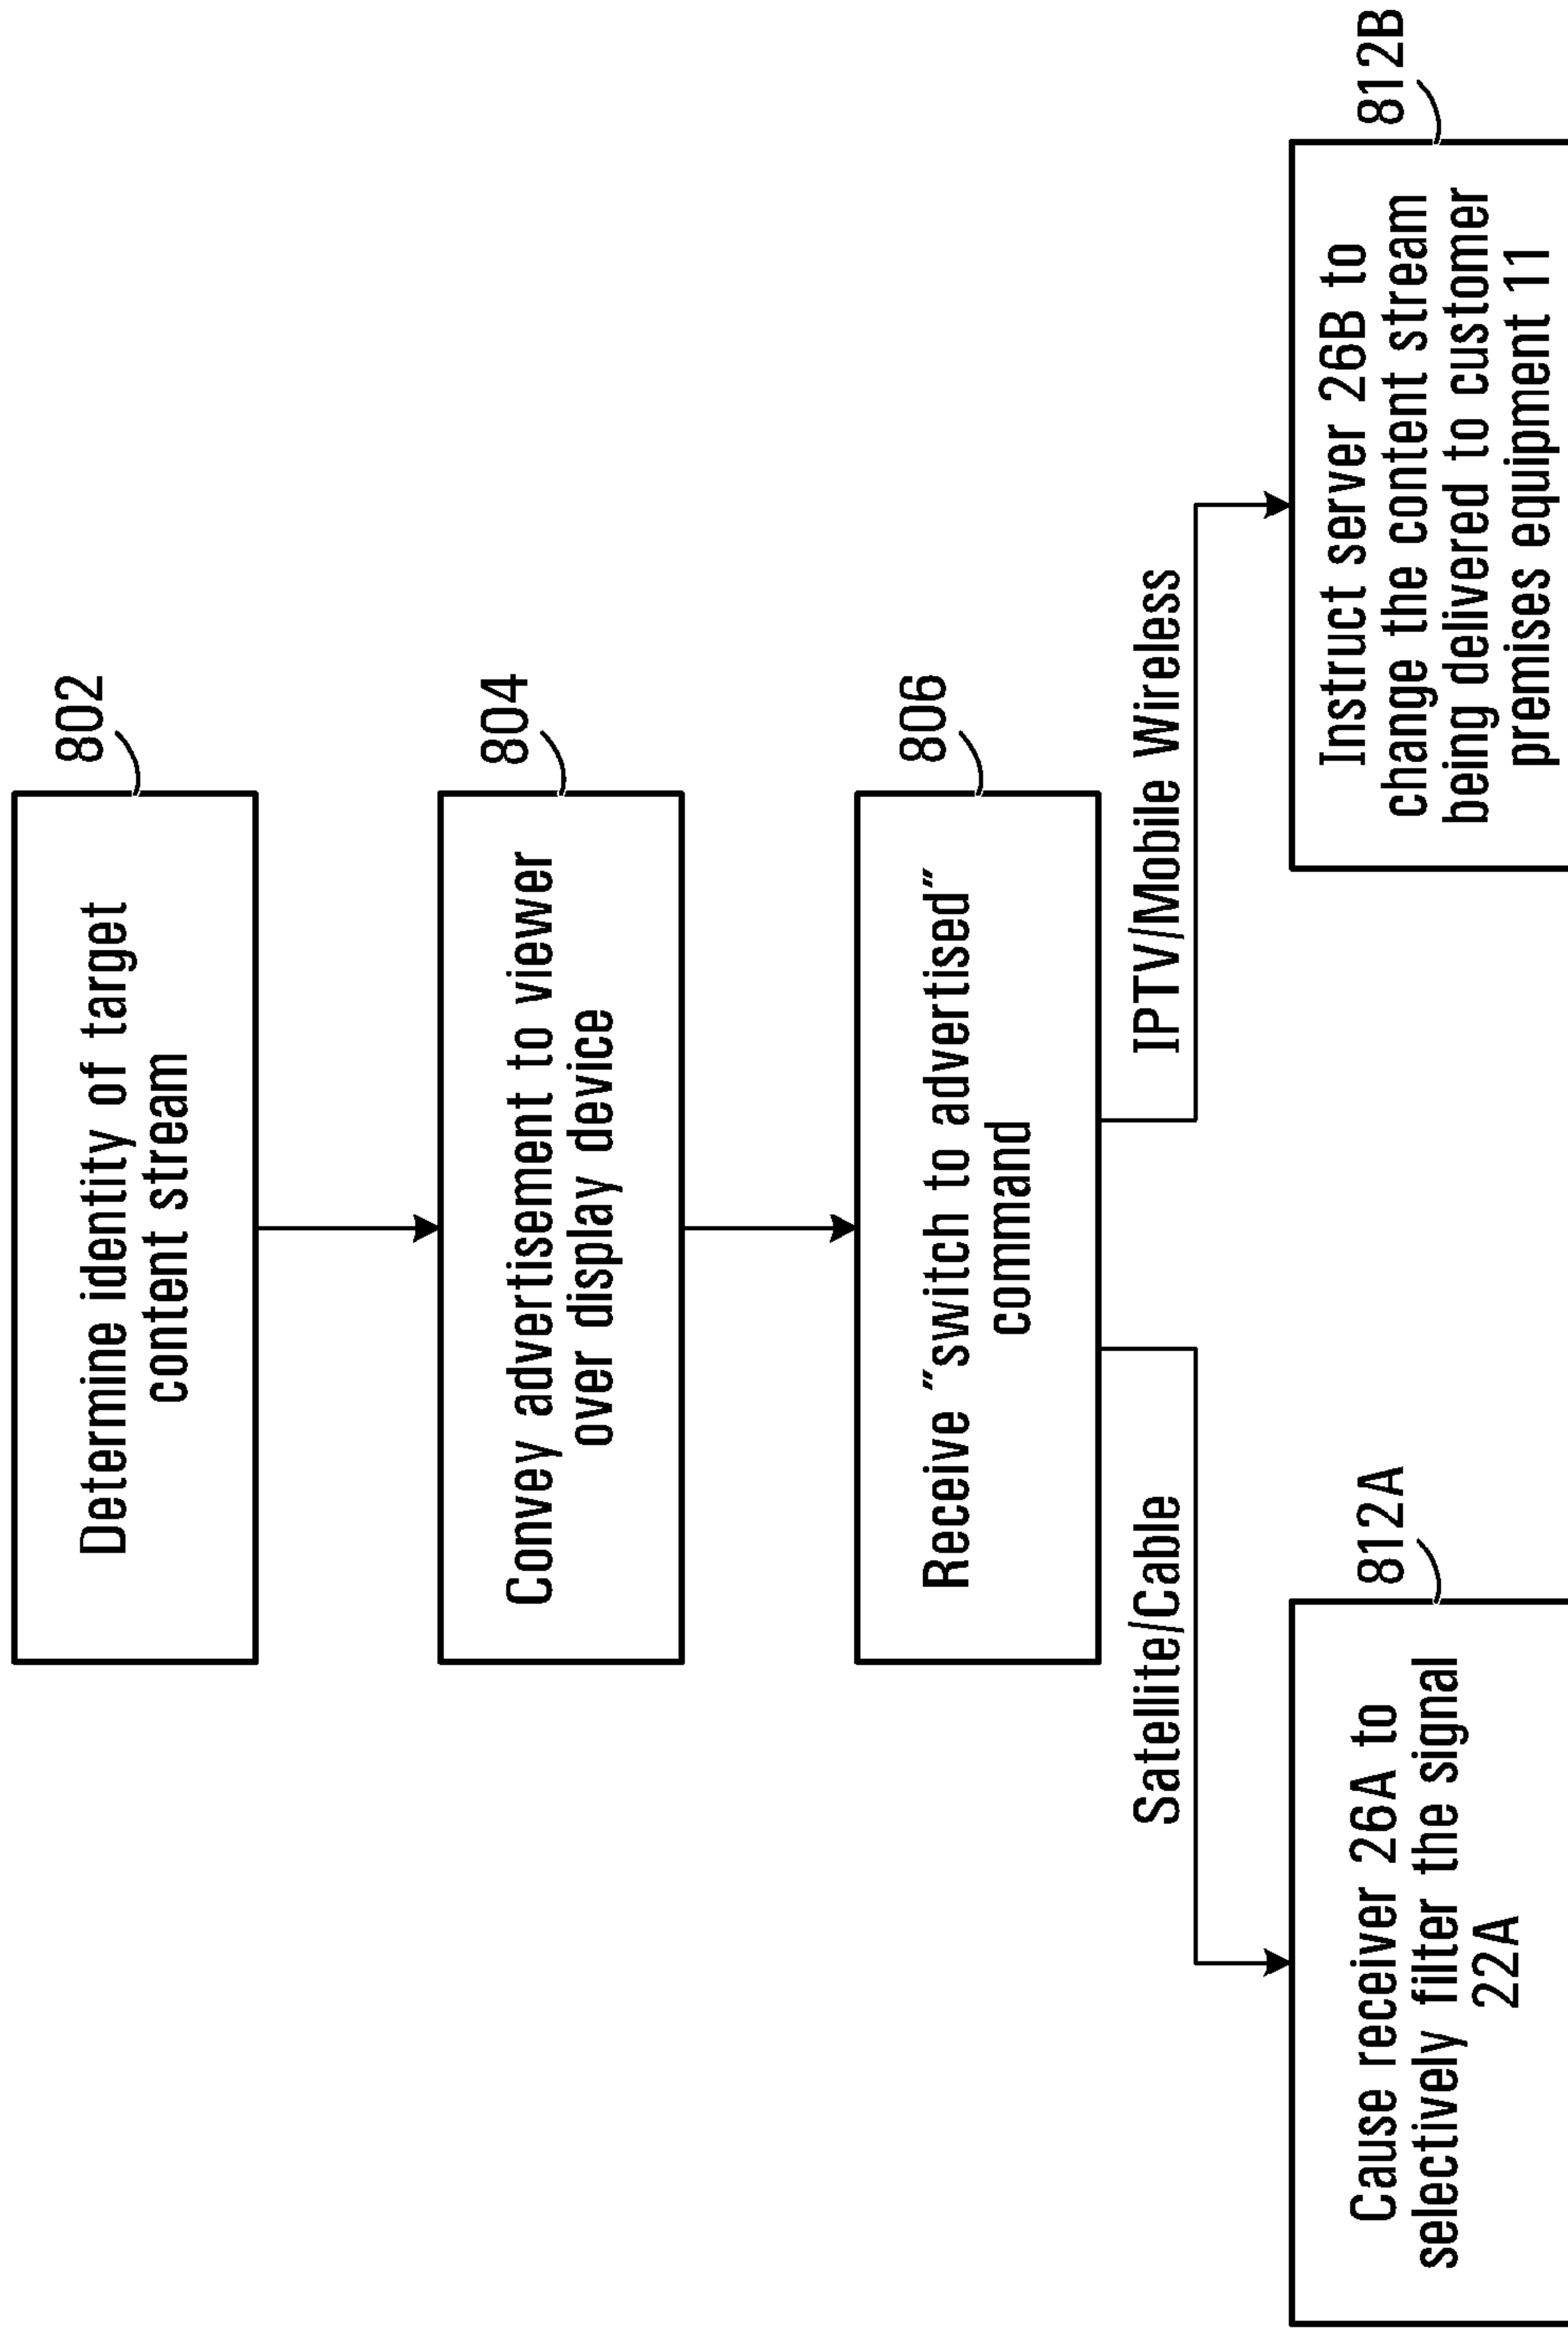 802
Determine identity of target
content stream
804
Convey advertisement to viewer
over display device
806
Receive "switch to advertised"
command
Satellite/Cable
IPTV/Mobile Wireless
812A
Cause receiver 26A to
selectively filter the signal
22A
812B
Instruct server 26B to
change the content stream
being delivered to customer
premises equipment 11